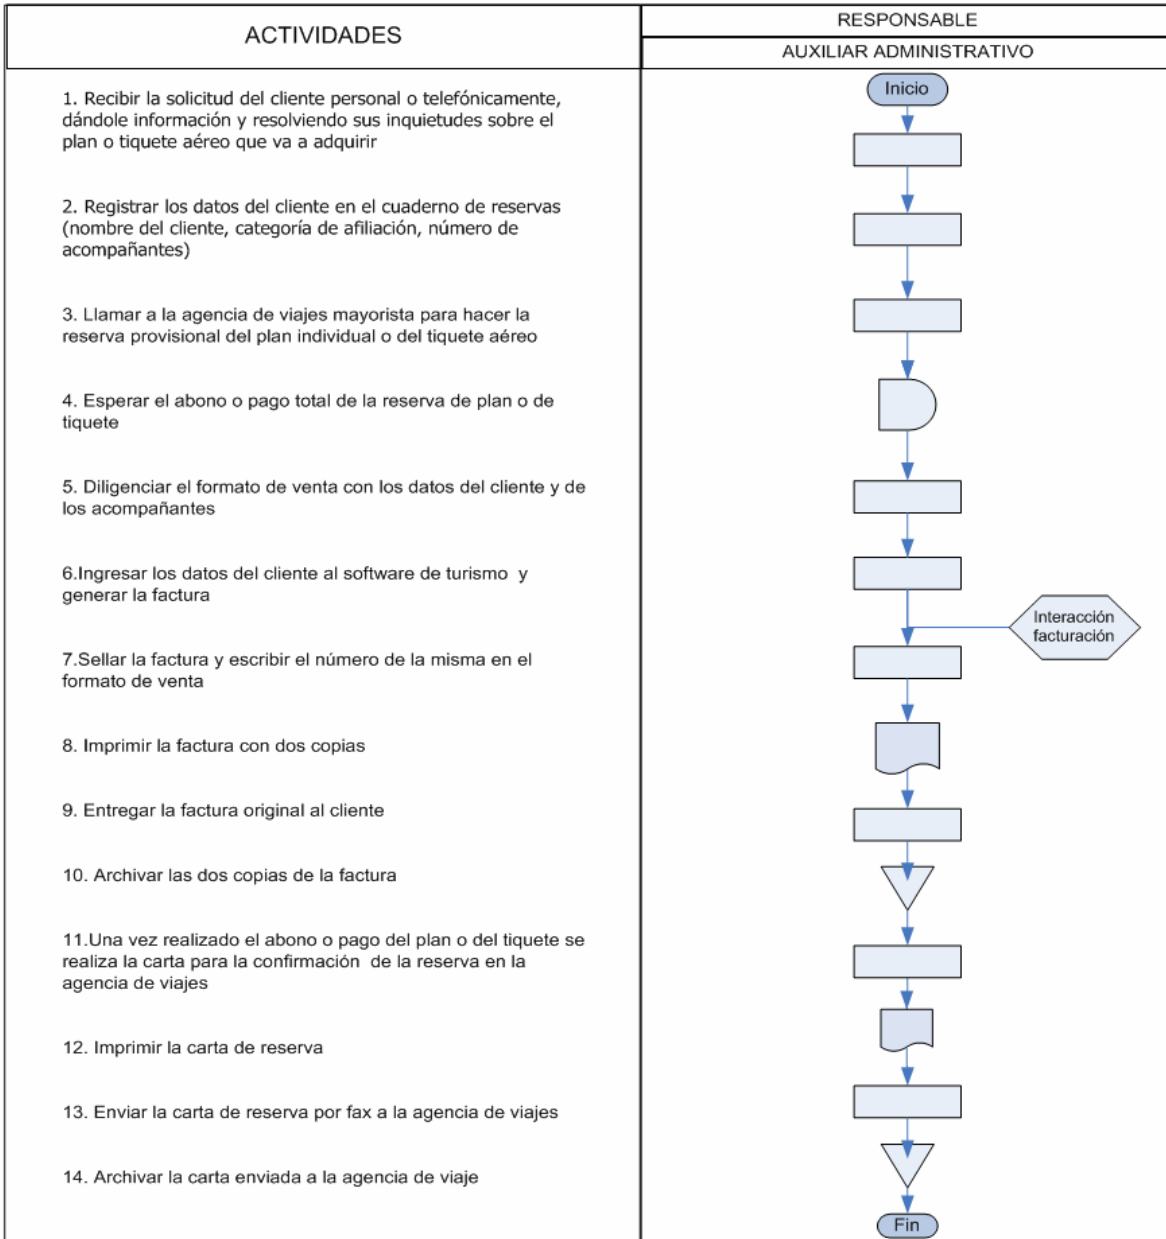 ACTIVIDADES
RESPONSABLE
AUXILIAR ADMINISTRATIVO
Inicio
1. Recibir la solicitud del cliente personal o telefónicamente,
dándole información y resolviendo sus inquietudes sobre el
plan o tiquete aéreo que va a adquirir
2. Registrar los datos del cliente en el cuaderno de reservas
(nombre del cliente, categoría de afiliación, número de
acompañantes)
3. Llamar a la agencia de viajes mayorista para hacer la
reserva provisional del plan individual o del tiquete aéreo
4. Esperar el abono o pago total de la reserva de plan o de
tiquete
5. Diligenciar el formato de venta con los datos del cliente y de
los acompañantes
6.Ingresar los datos del cliente al software de turismo y
generar la factura
Interacción
facturación
7.Sellar la factura y escribir el número de la misma en el
formato de venta
8. Imprimir la factura con dos copias
9. Entregar la factura original al cliente
10. Archivar las dos copias de la factura
11.Una vez realizado el abono o pago del plan o del tiquete se
realiza la carta para la confirmación de la reserva en la
agencia de viajes
12. Imprimir la carta de reserva
13. Enviar la carta de reserva por fax a la agencia de viajes
14. Archivar la carta enviada a la agencia de viaje
Fin